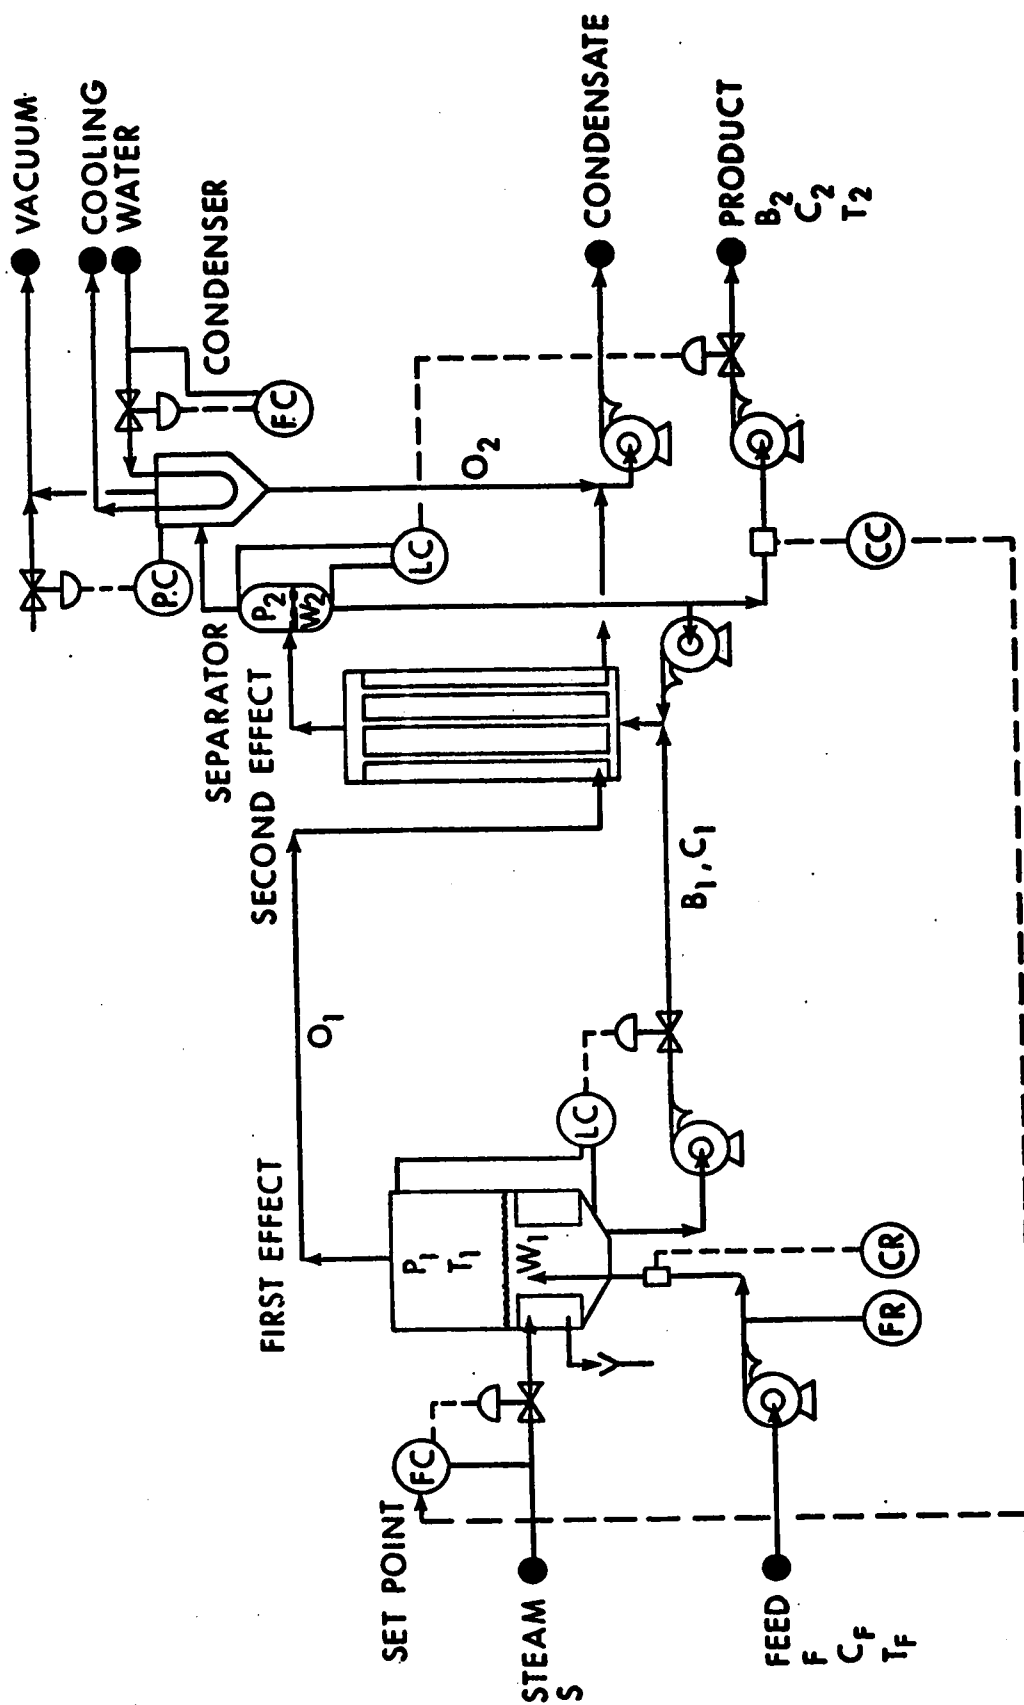 VACUUM
COOLING
WATER
CONDENSER
F.C
P.C
SEPARATOR
P2
W2
LC
O2
CONDENSATE
PRODUCT
B2
C2
T2
CC
SECOND EFFECT
O1
B1, C1
FIRST EFFECT
P1
T1
W1
LC
CR
FR
FC
SET POINT
STEAM
S
FEED
F
CF
TF